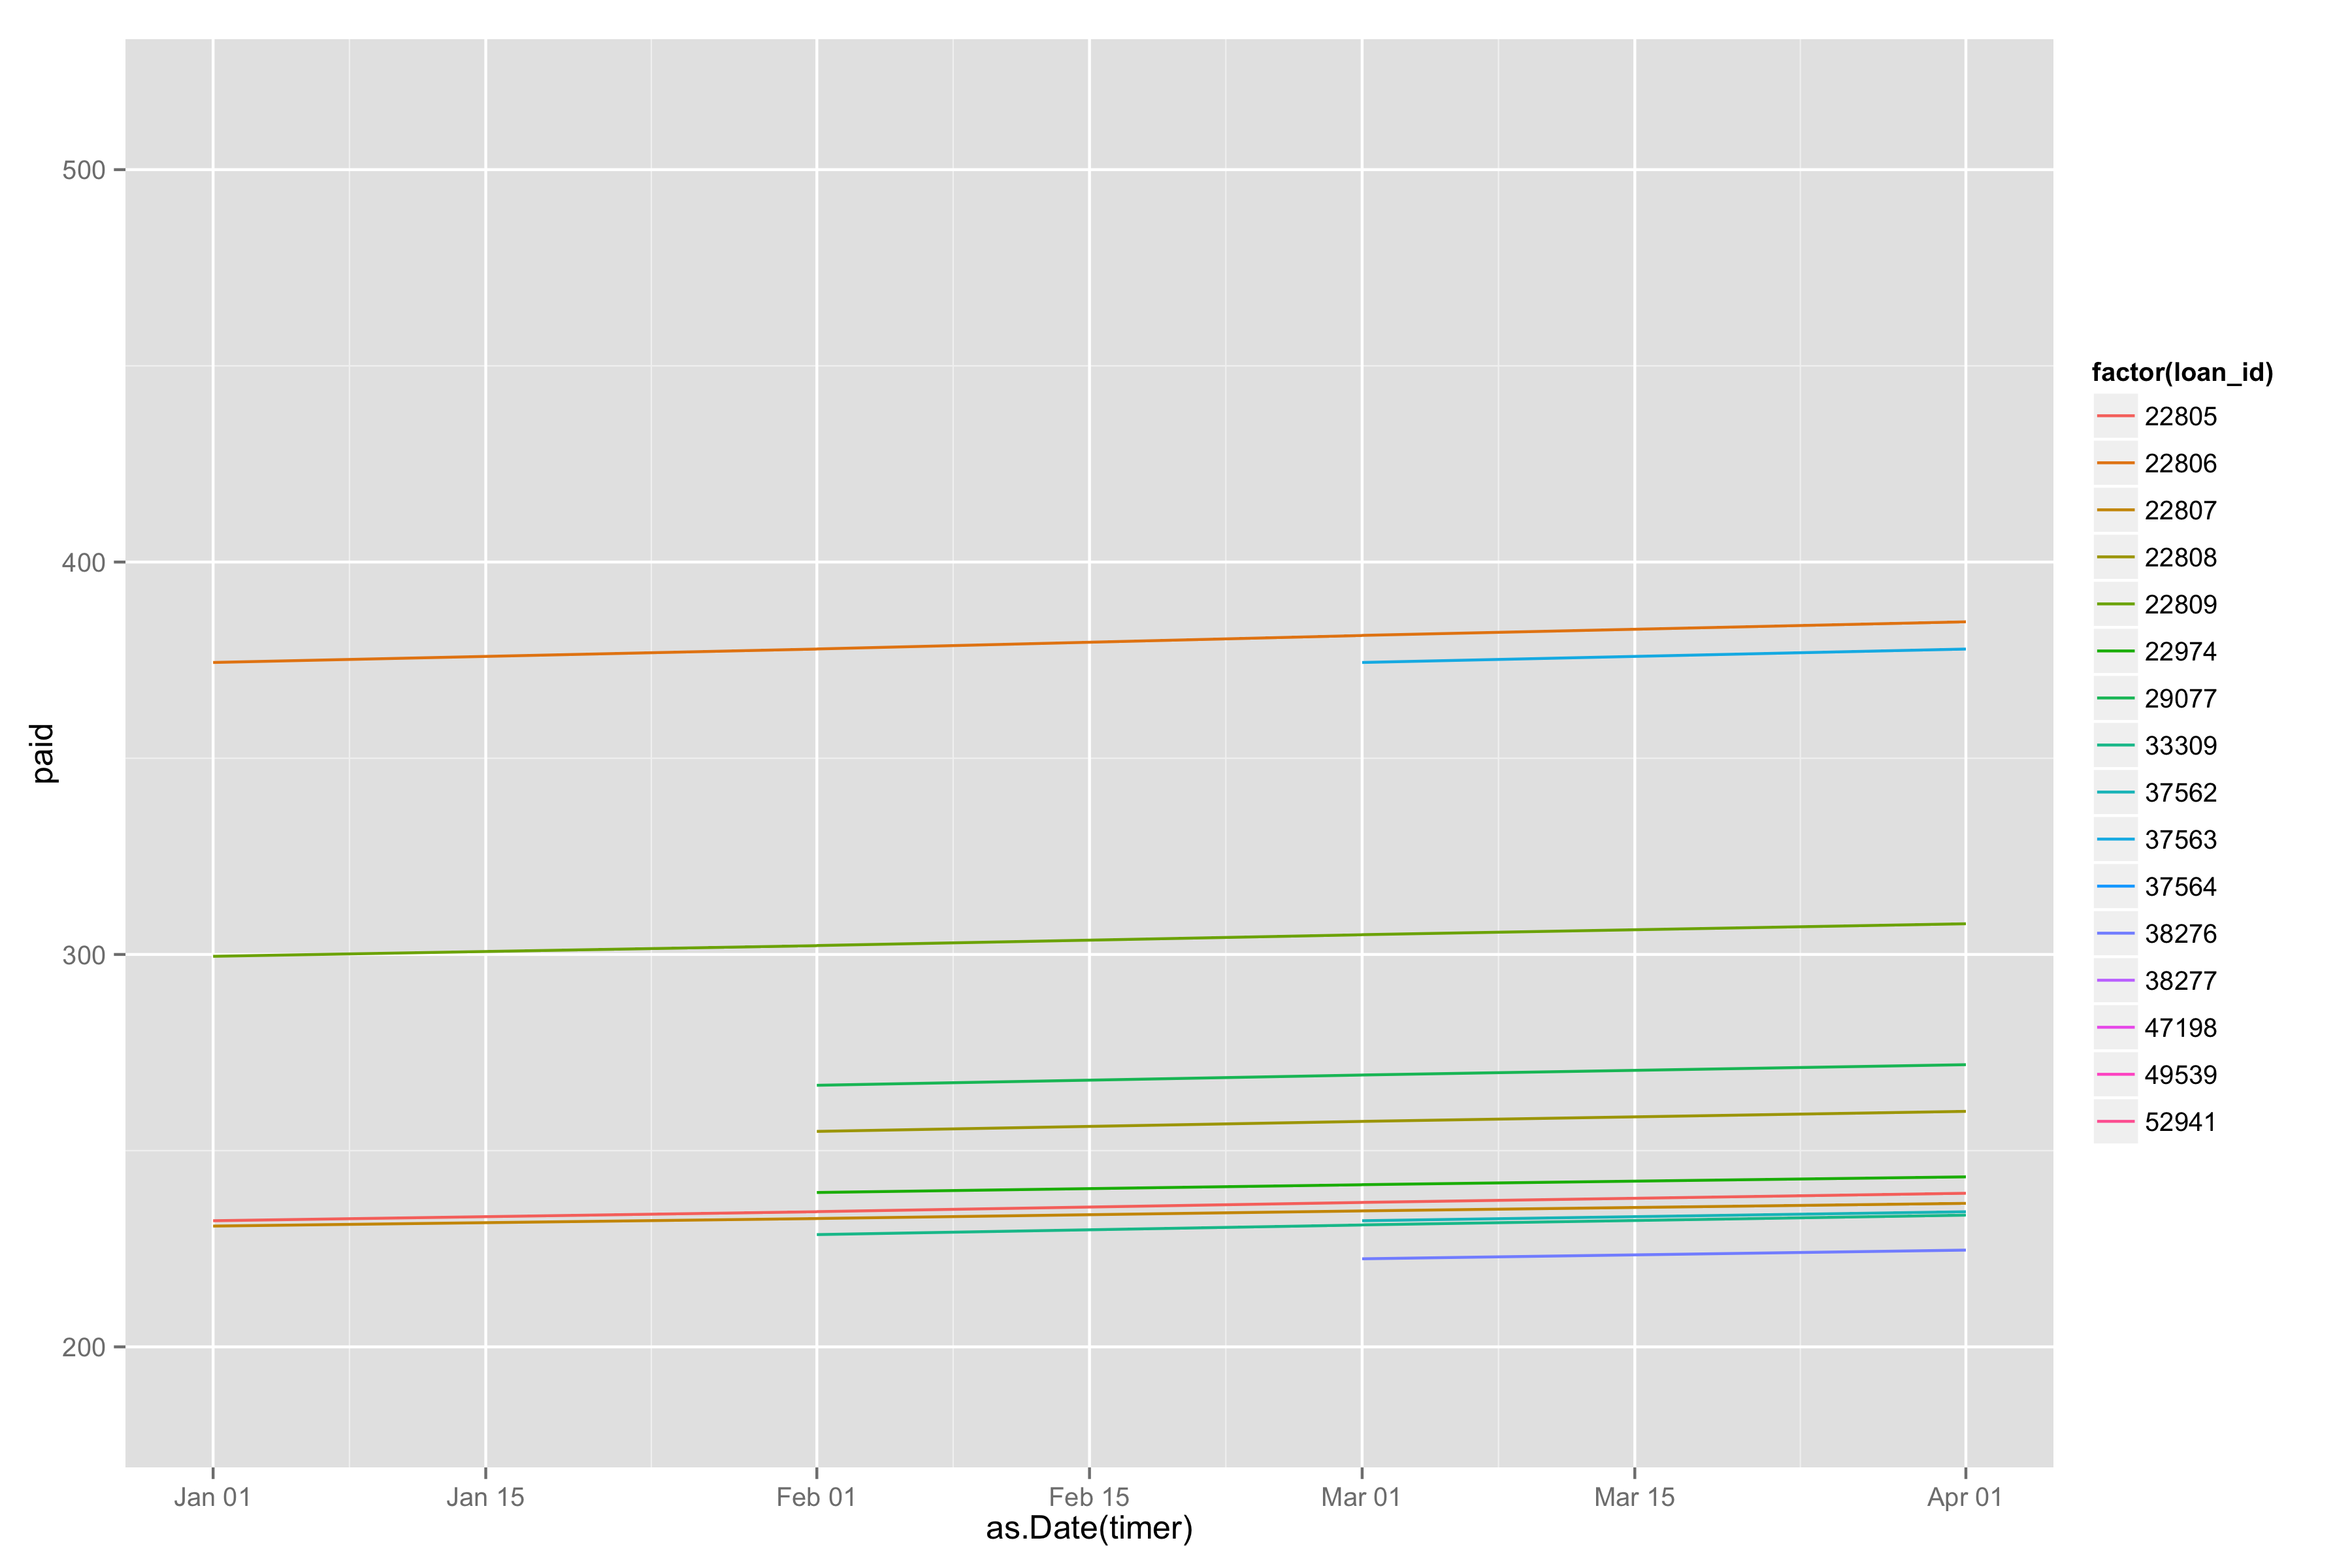 500
400
300
200
paid
Jan 01
Jan 15
Feb 01
Feb 15
Mar 01
Mar 15
Apr 01
as.Date(timer)
factor(loan_id)
22805
22806
22807
22808
22809
22974
29077
33309
37562
37563
37564
38276
38277
47198
49539
52941